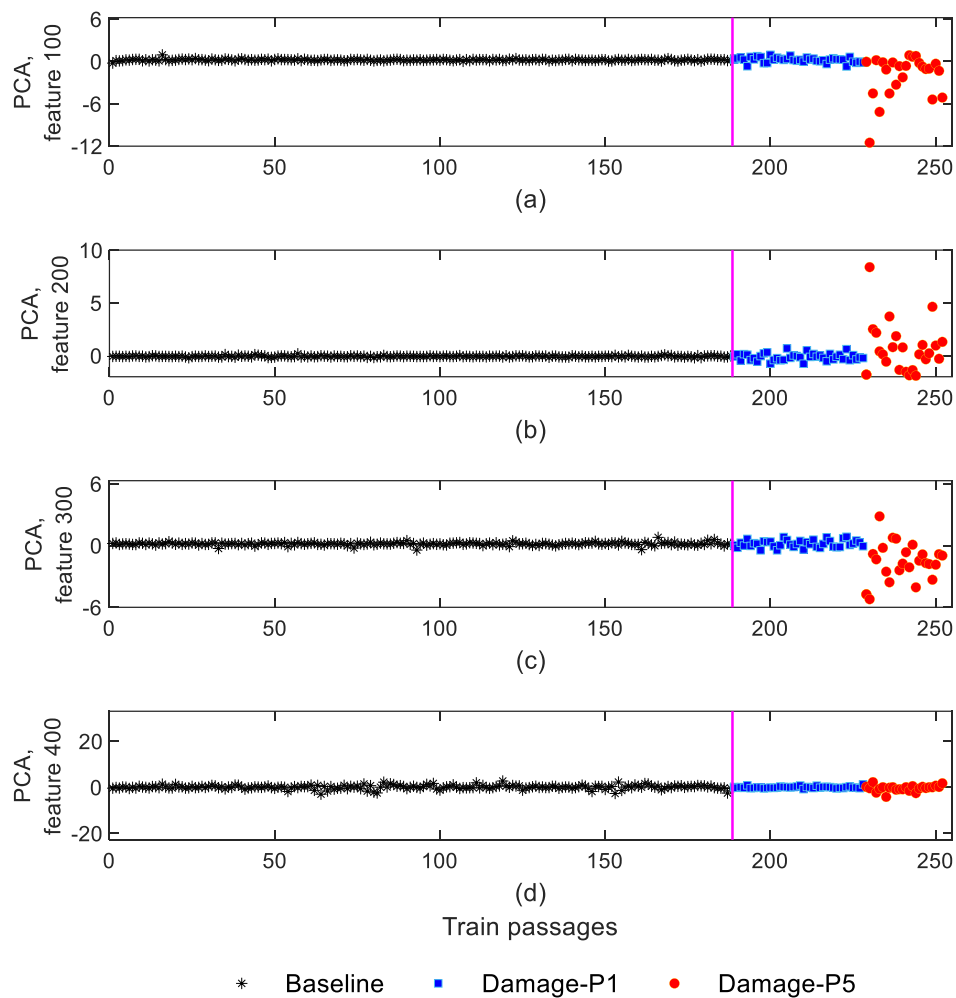 PCA,
feature 100
6
0
-6
-12
0 50 100 150 200 250
(a)
PCA,
feature 200
10
5
0
0 50 100 150 200 250
(b)
PCA,
feature 300
6
0
-6
0 50 100 150 200 250
(c)
PCA,
feature 400
20
0
-20
0 50 100 150 200 250
(d)
Train passages
Baseline Damage-P1 Damage-P5